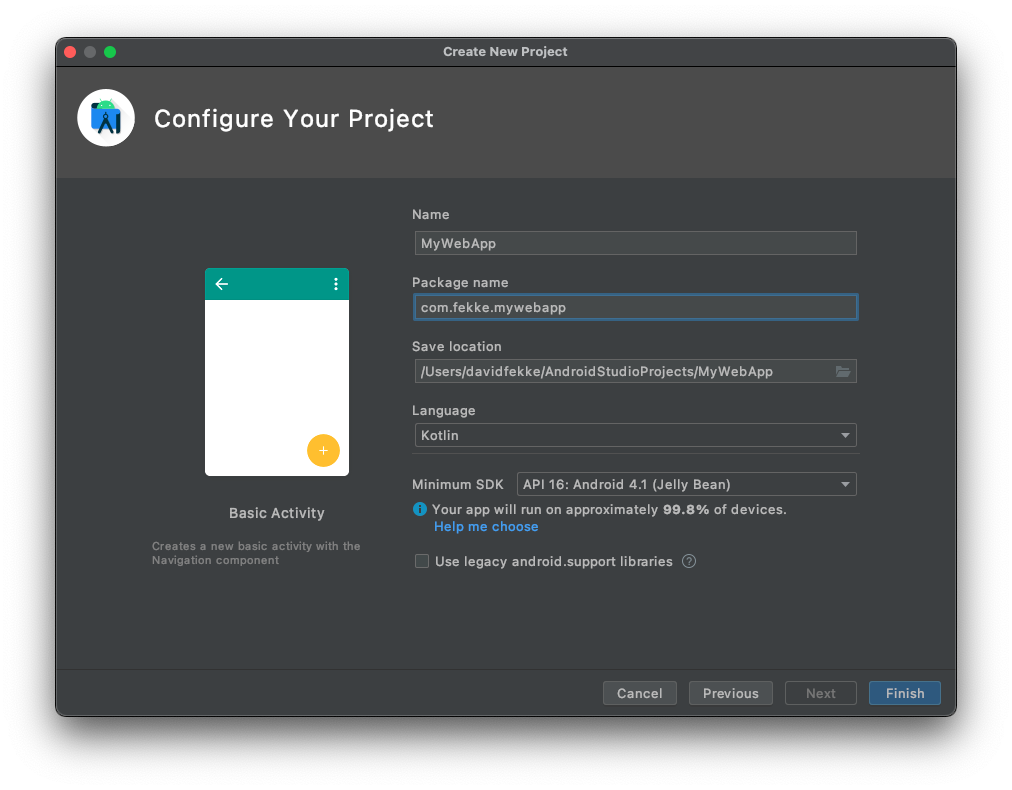 Create New Project
Configure Your Project
Name
MyWebApp
Package name
com.fekke.mywebapp
Save location
/Users/davidfekke/AndroidStudioProjects/MyWebApp
Language
Kotlin
Minimum SDK API 16: Android 4.1 (Jelly Bean)
Your app will run on approximately 99.8% of devices.
Help me choose
Use legacy android.support libraries ?
Basic Activity
Creates a new basic activity with the
Navigation component
Cancel Previous Next Finish